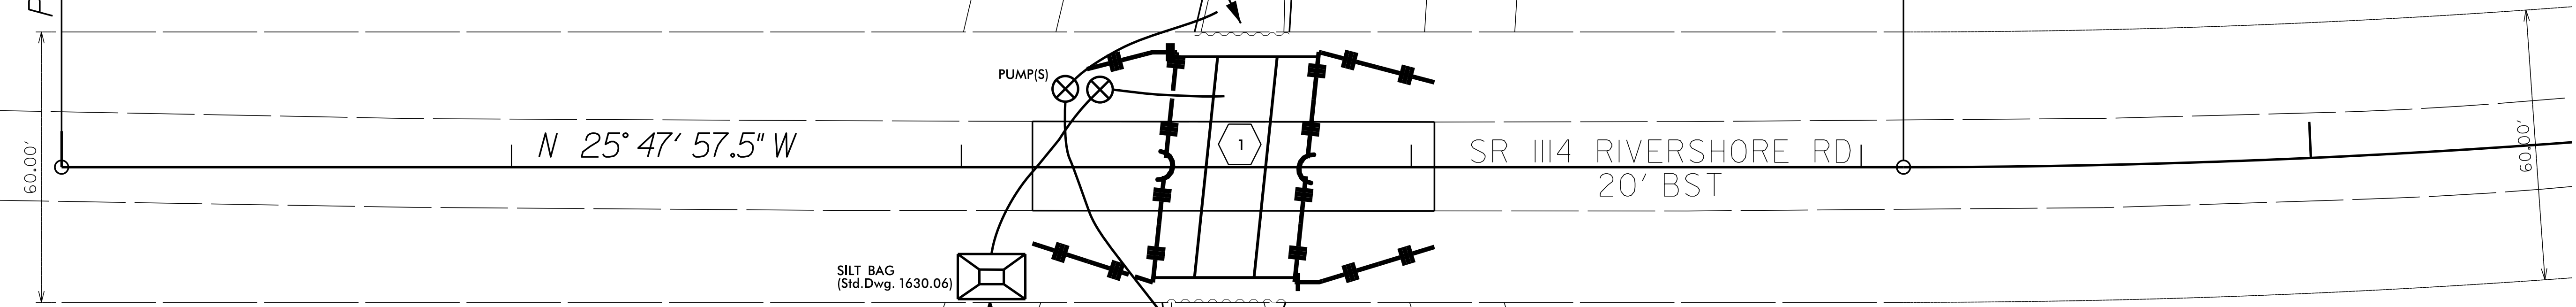 PUMP(S)
60.00'
N 25° 47' 57.5" W
1
SR 1114 RIVERSHORE RD
20' BST
60.00'
SILT BAG
(Std.Dwg. 1630.06)